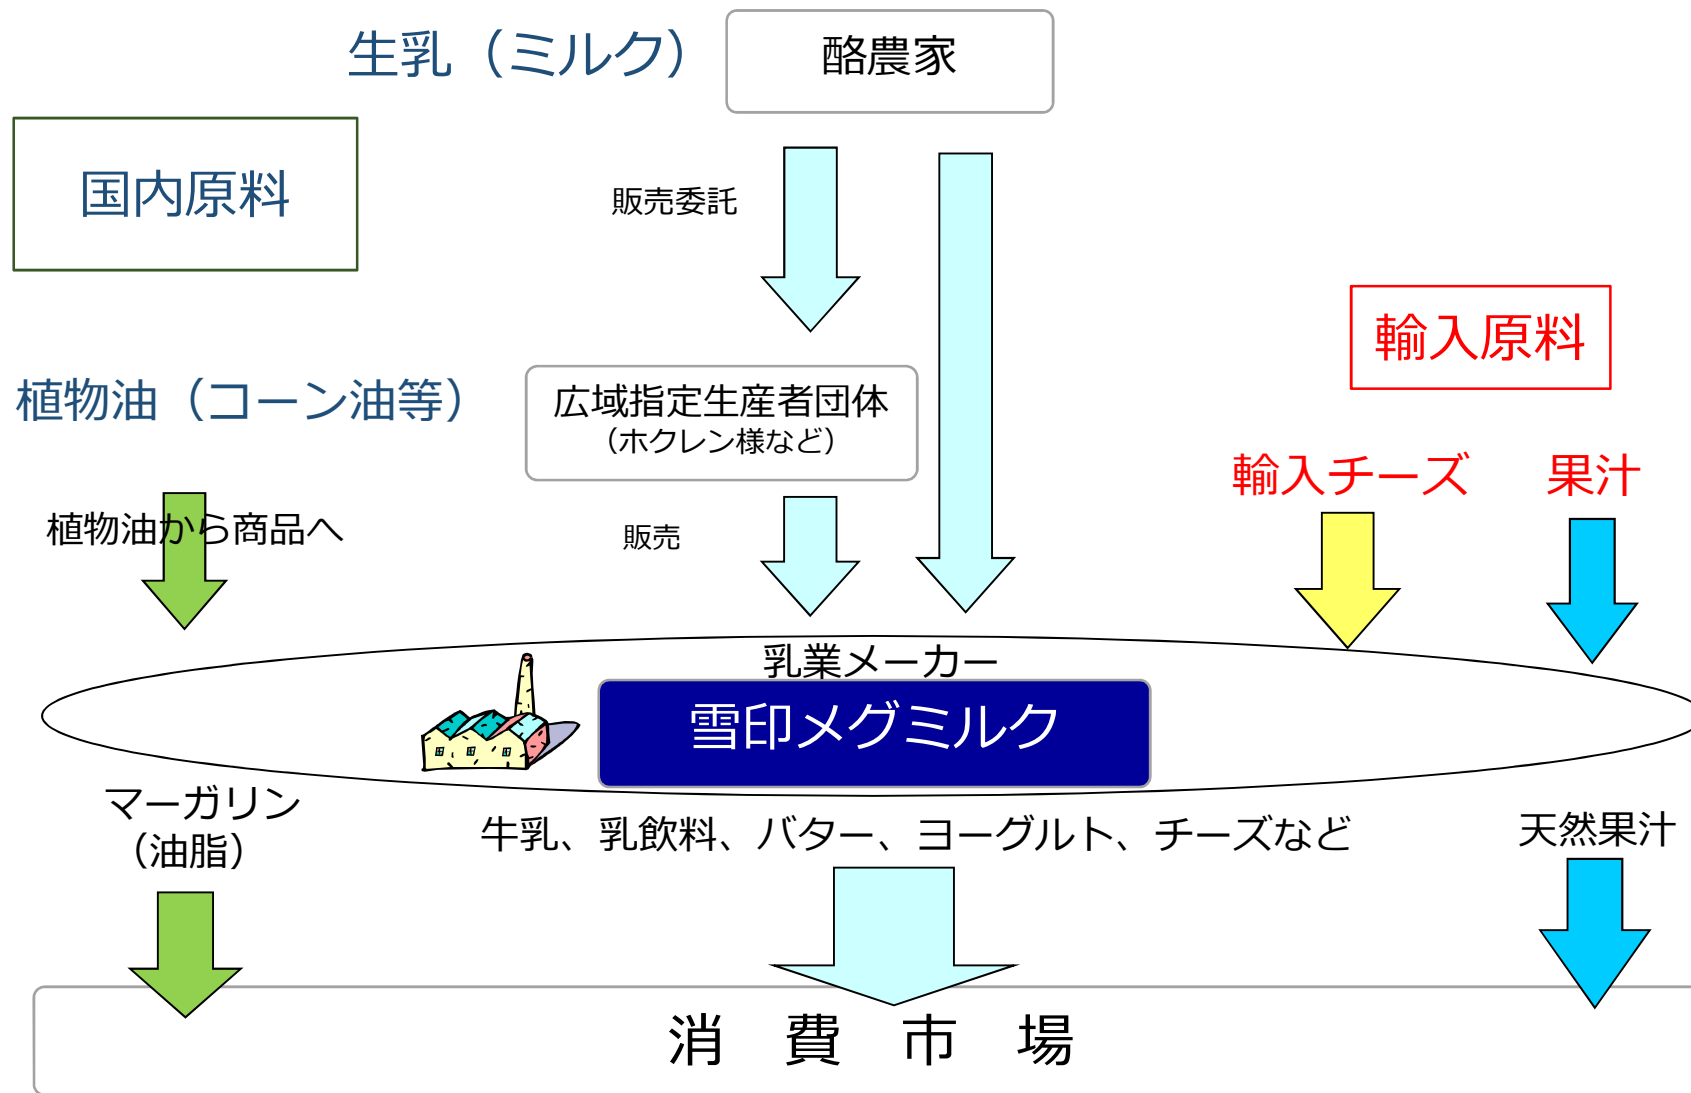 生乳（ミルク）
酪農家
国内原料
販売委託
輸入原料
植物油（コーン油等）
広域指定生産者団体
（ホクレン様など）
輸入チーズ
果汁
植物油から商品へ
販売
乳業メーカー
雪印メグミルク
マーガリン
（油脂）
牛乳、乳飲料、バター、ヨーグルト、チーズなど
天然果汁
消　費　市　場